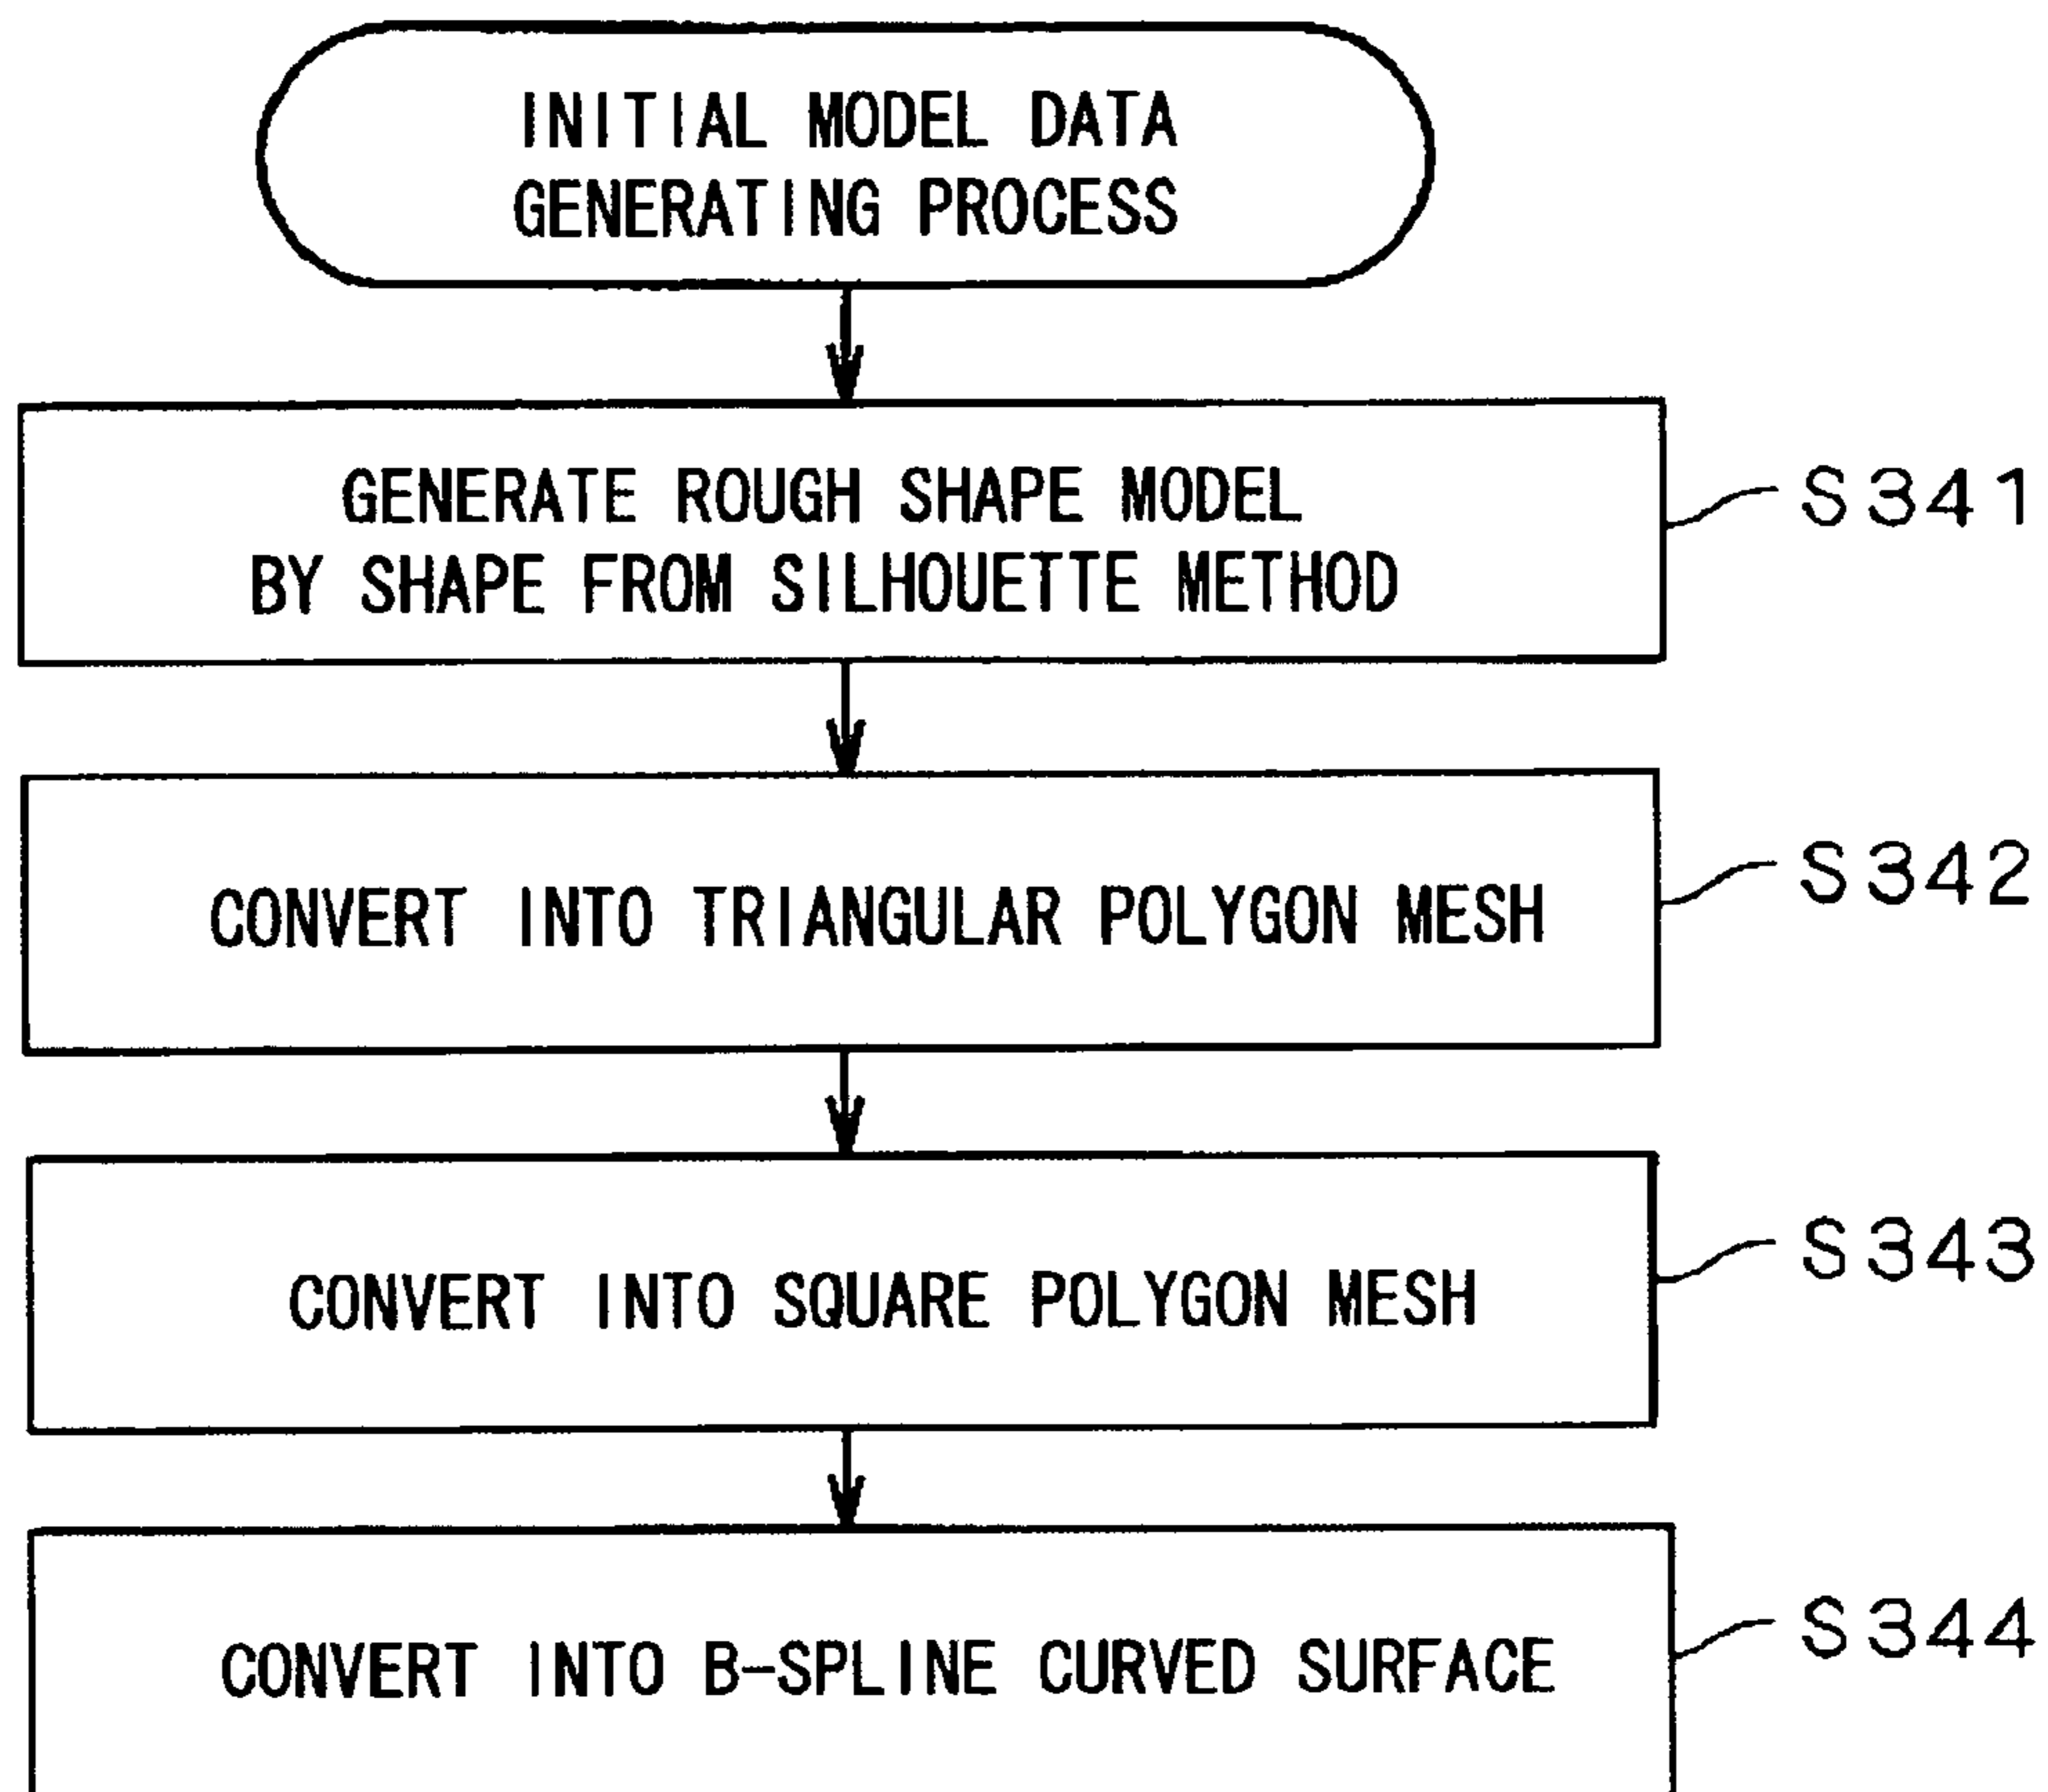 INITIAL MODEL DATA
GENERATING PROCESS
GENERATE ROUGH SHAPE MODEL
BY SHAPE FROM SILHOUETTE METHOD
S341
CONVERT INTO TRIANGULAR POLYGON MESH
S342
CONVERT INTO SQUARE POLYGON MESH
S343
CONVERT INTO B-SPLINE CURVED SURFACE
S344